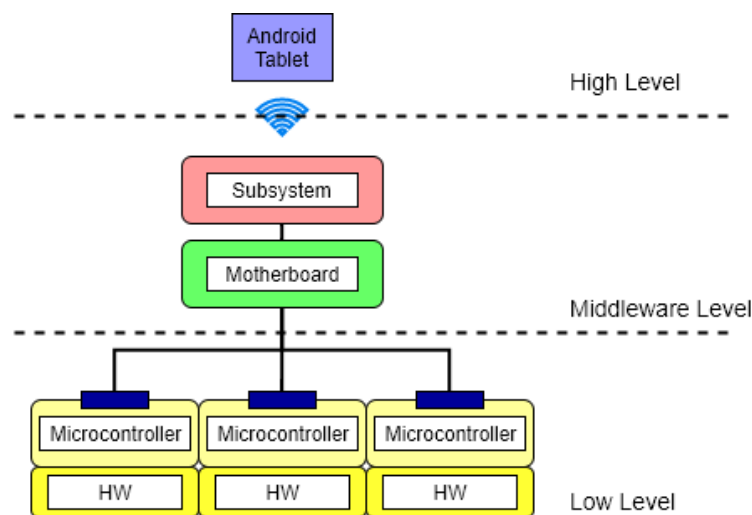 Android
Tablet
High Level
Subsystem
Motherboard
Middleware Level
Microcontroller
Microcontroller
Microcontroller
HW
HW
HW
Low Level